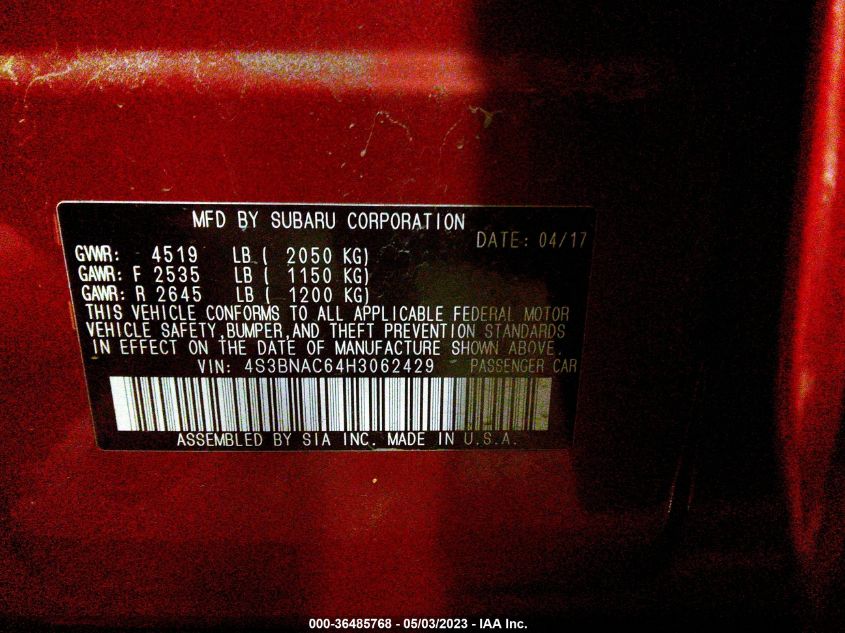 MFD BY SUBARU CORPORATION
DATE: 04/17
GVWR: 4519 LB ( 2050 KG)
GAWR: F 2535 LB ( 1150 KG)
GAWR: R 2645 LB ( 1200 KG)
THIS VEHICLE CONFORMS TO ALL APPLICABLE FEDERAL MOTOR
VEHICLE SAFETY,BUMPER,AND THEFT PREVENTION STANDARDS
IN EFFECT ON THE DATE OF MANUFACTURE SHOWN ABOVE.
VIN: 4S3BNAC64H3062429 PASSENGER CAR
ASSEMBLED BY SIA INC. MADE IN U.S.A.
000-36485768 - 05/03/2023 - IAA Inc.